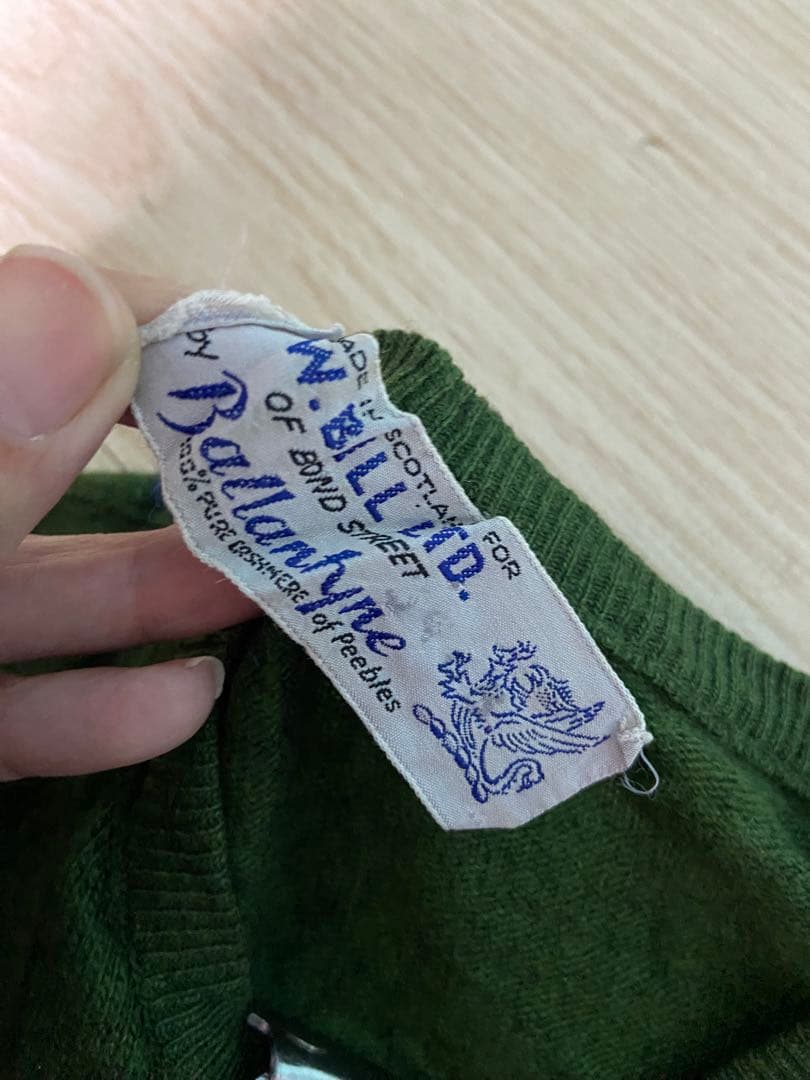 MADE IN SCOTLAND FOR
W. BILL LTD.
OF BOND STREET
by Ballantyne
100% PURE CASHMERE of Peebles